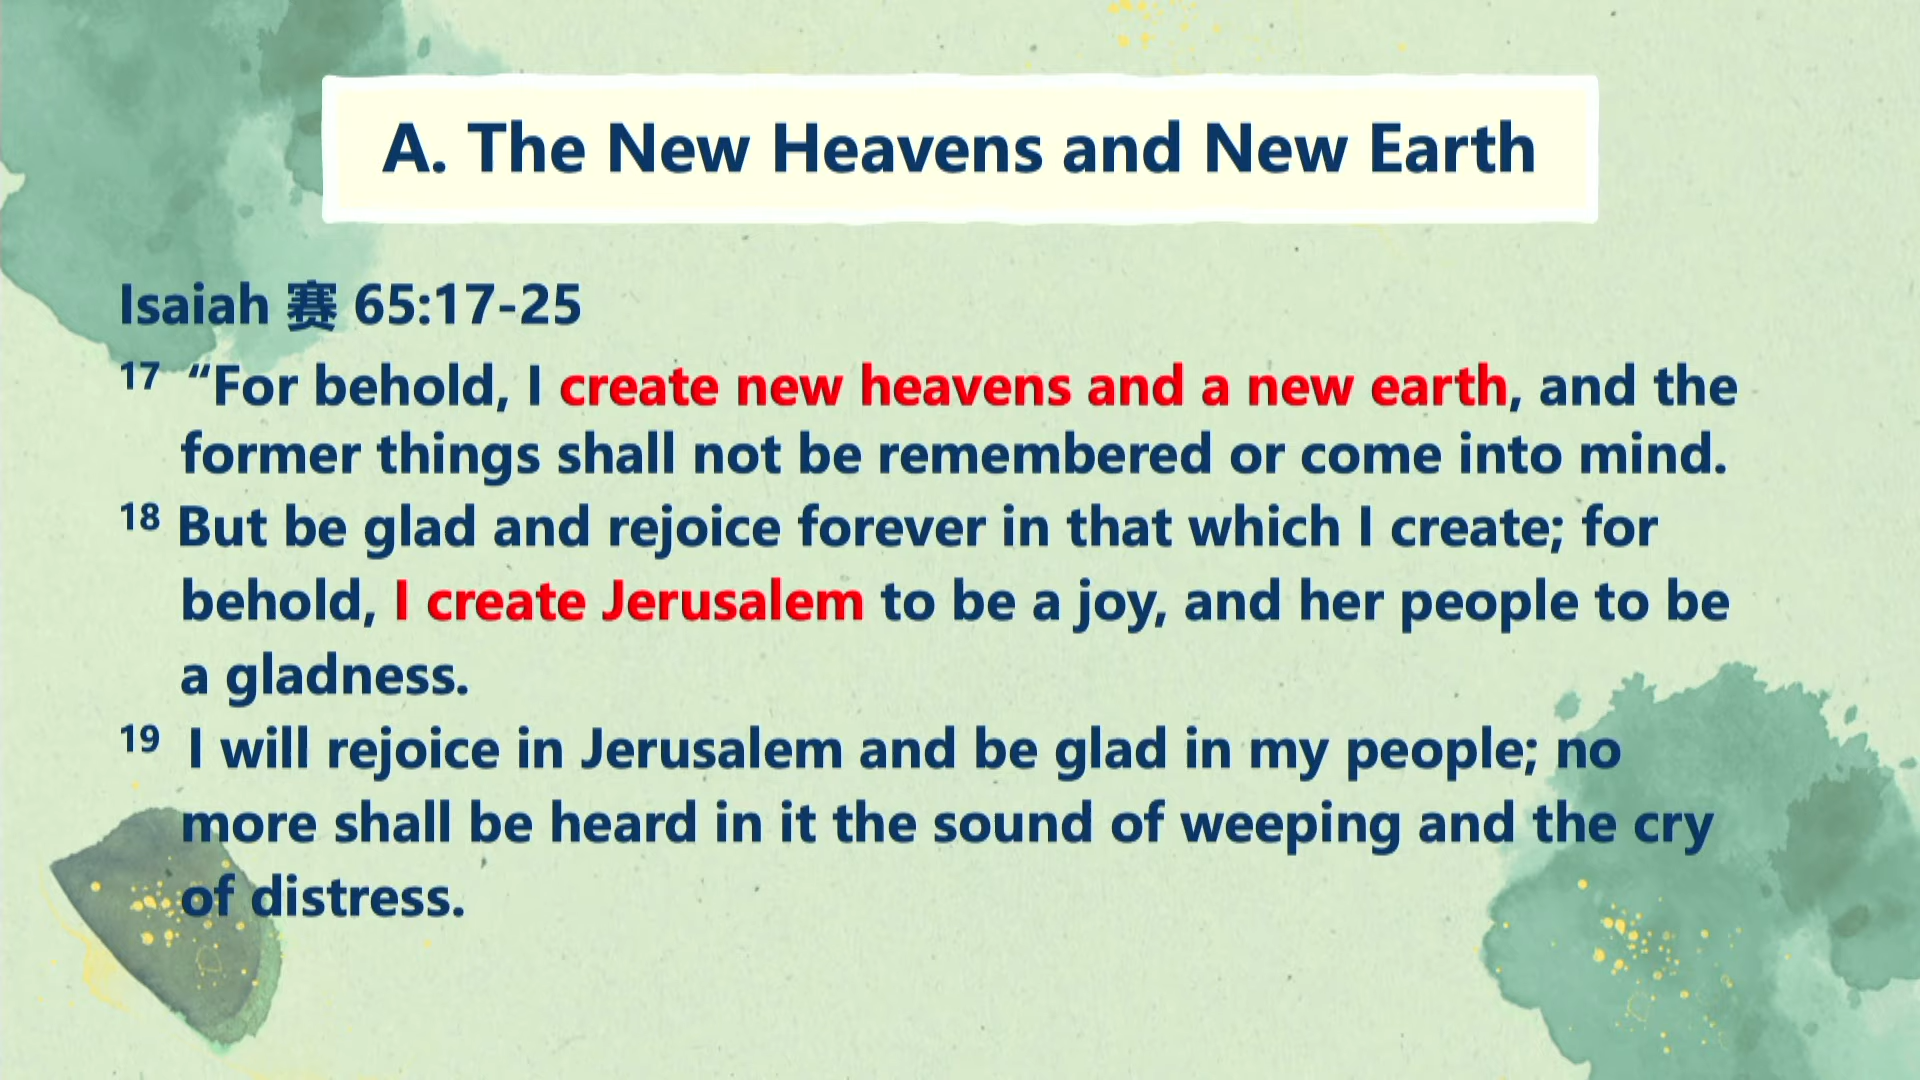 A. The New Heavens and New Earth
Isaiah 赛 65:17-25
17 “For behold, I create new heavens and a new earth, and the
former things shall not be remembered or come into mind.
18 But be glad and rejoice forever in that which I create; for
behold, I create Jerusalem to be a joy, and her people to be
a gladness.
19 I will rejoice in Jerusalem and be glad in my people; no
more shall be heard in it the sound of weeping and the cry
of distress.